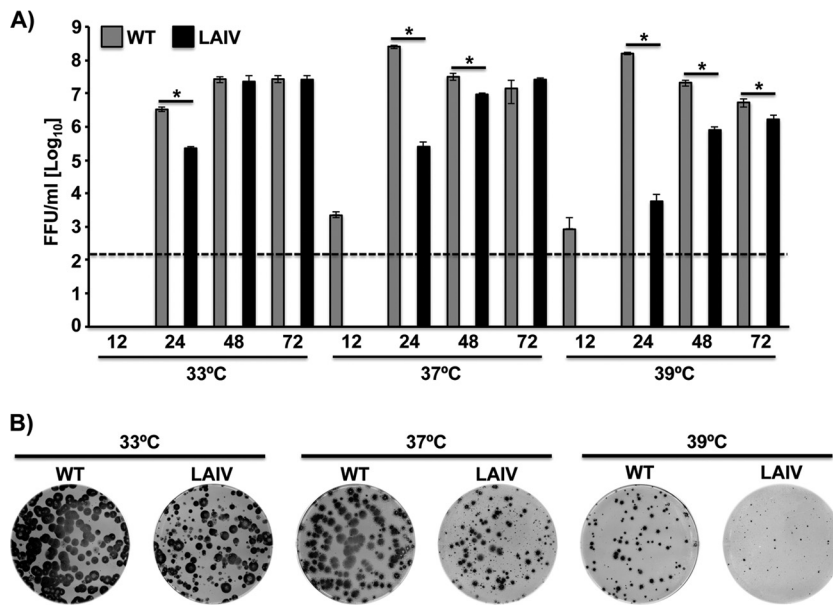 A)
WT LAIV
FFU/ml [Log10]
9
8
7
6
5
4
3
2
1
0
* * * * * *
12 24 48 72 12 24 48 72 12 24 48 72
33ºC 37ºC 39ºC
B)
33ºC 37ºC 39ºC
WT LAIV WT LAIV WT LAIV